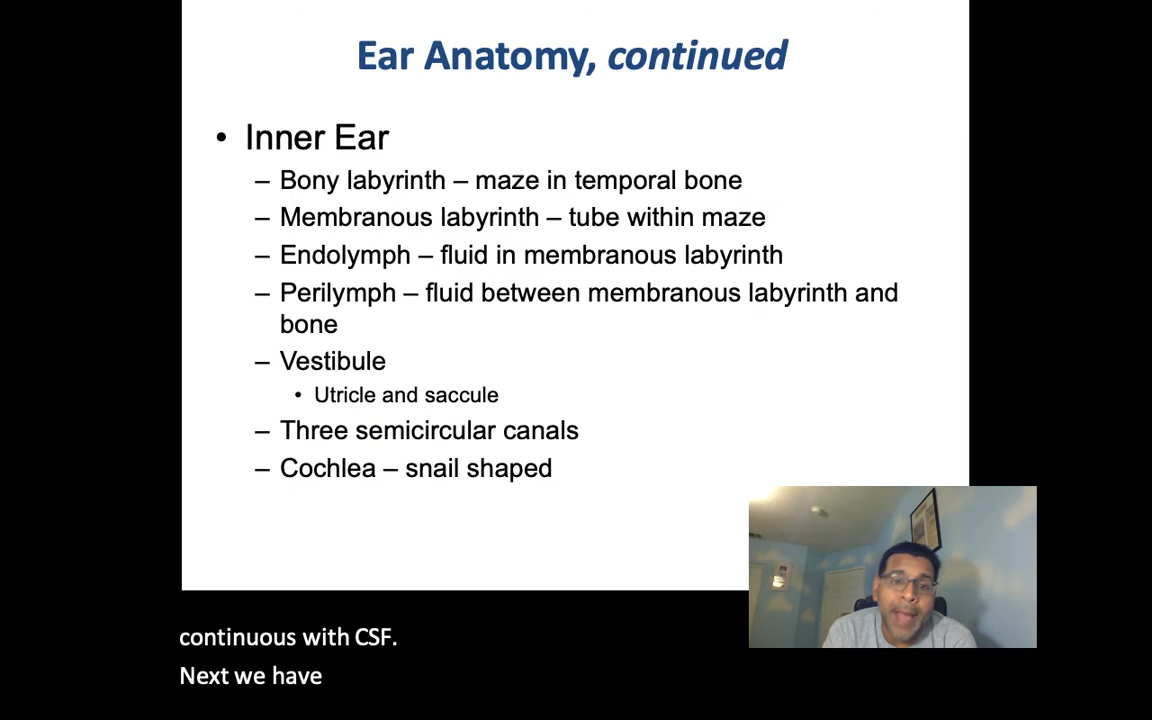 Ear Anatomy, continued
• Inner Ear
– Bony labyrinth – maze in temporal bone
– Membranous labyrinth – tube within maze
– Endolymph – fluid in membranous labyrinth
– Perilymph – fluid between membranous labyrinth and
bone
– Vestibule
• Utricle and saccule
– Three semicircular canals
– Cochlea – snail shaped
continuous with CSF.
Next we have